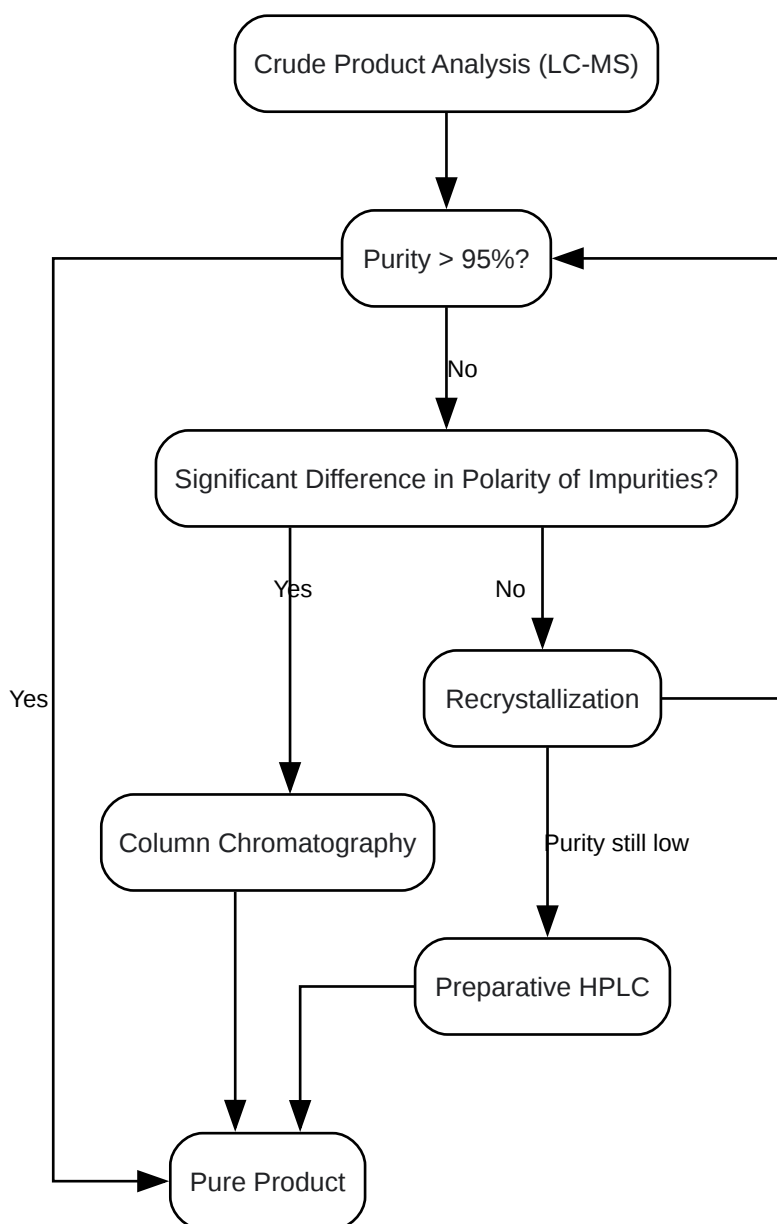 Crude Product Analysis (LC-MS)
Purity > 95%?
No
Significant Difference in Polarity of Impurities?
Yes
No
Yes
Recrystallization
Column Chromatography
Purity still low
Preparative HPLC
Pure Product